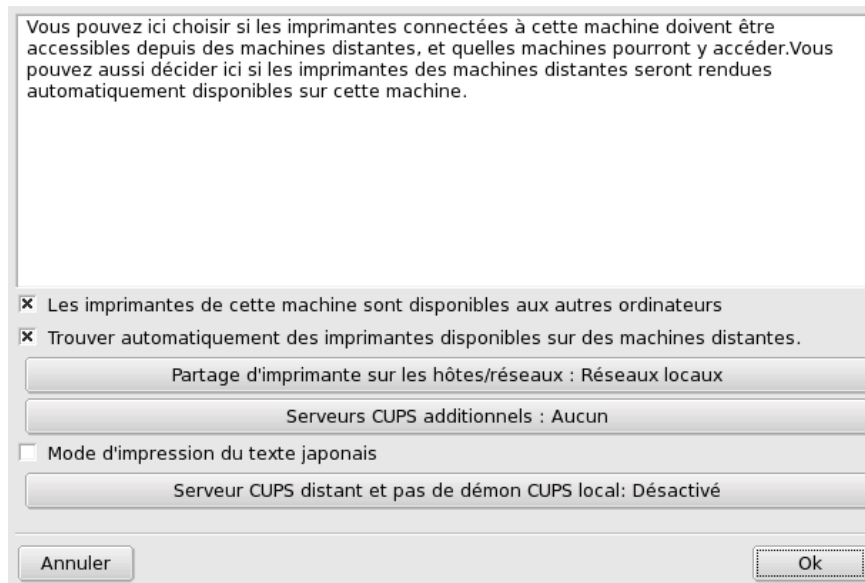 Vous pouvez ici choisir si les imprimantes connectées à cette machine doivent être
accessibles depuis des machines distantes, et quelles machines pourront y accéder.Vous
pouvez aussi décider ici si les imprimantes des machines distantes seront rendues
automatiquement disponibles sur cette machine.
Les imprimantes de cette machine sont disponibles aux autres ordinateurs
Trouver automatiquement des imprimantes disponibles sur des machines distantes.
Partage d'imprimante sur les hôtes/réseaux : Réseaux locaux
Serveurs CUPS additionnels : Aucun
Mode d'impression du texte japonais
Serveur CUPS distant et pas de démon CUPS local: Désactivé
Annuler
Ok